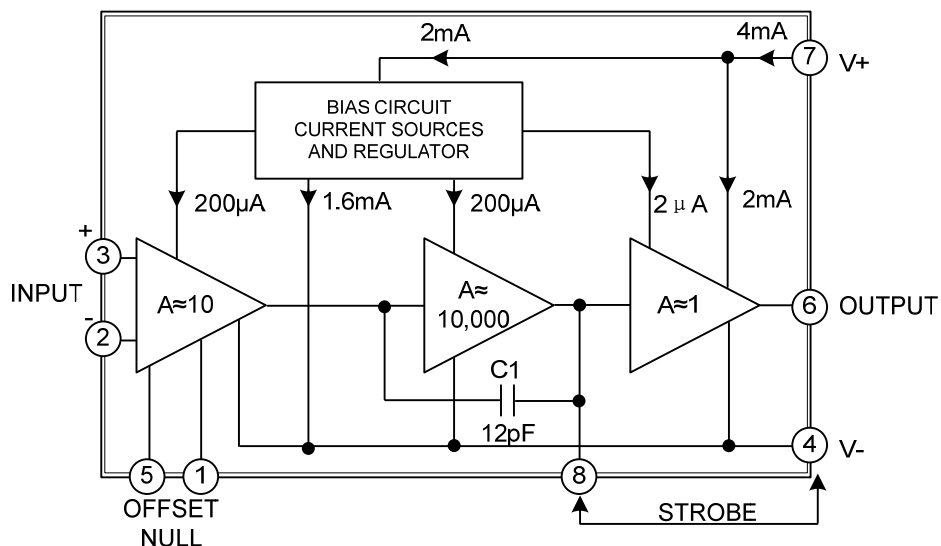 2mA
4mA
7
V+
BIAS CIRCUIT
CURRENT SOURCES
AND REGULATOR
200µA
1.6mA
200µA
2μA
2mA
+
3
INPUT
-
2
A≈10
A≈
10,000
A≈1
6
OUTPUT
C1
12pF
4
V-
5
1
8
OFFSET
NULL
STROBE